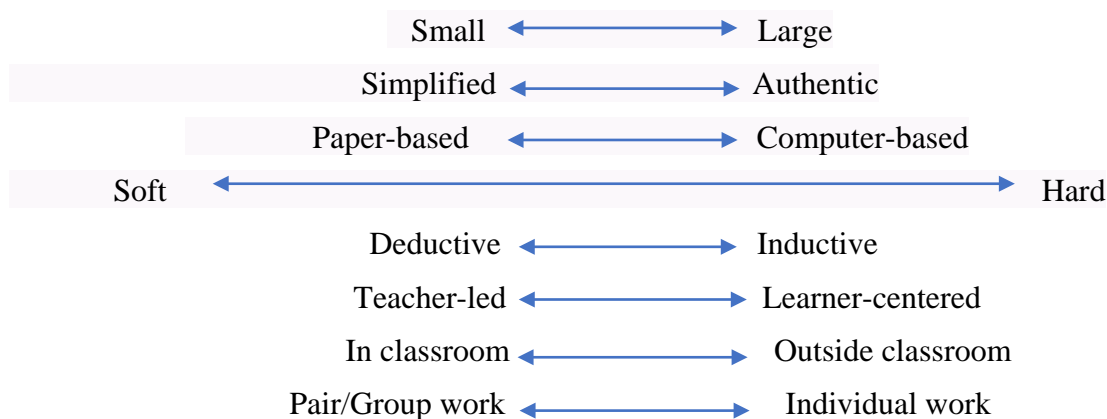 Small Large
Simplified Authentic
Paper-based Computer-based
Soft Hard
Deductive Inductive
Teacher-led Learner-centered
In classroom Outside classroom
Pair/Group work Individual work